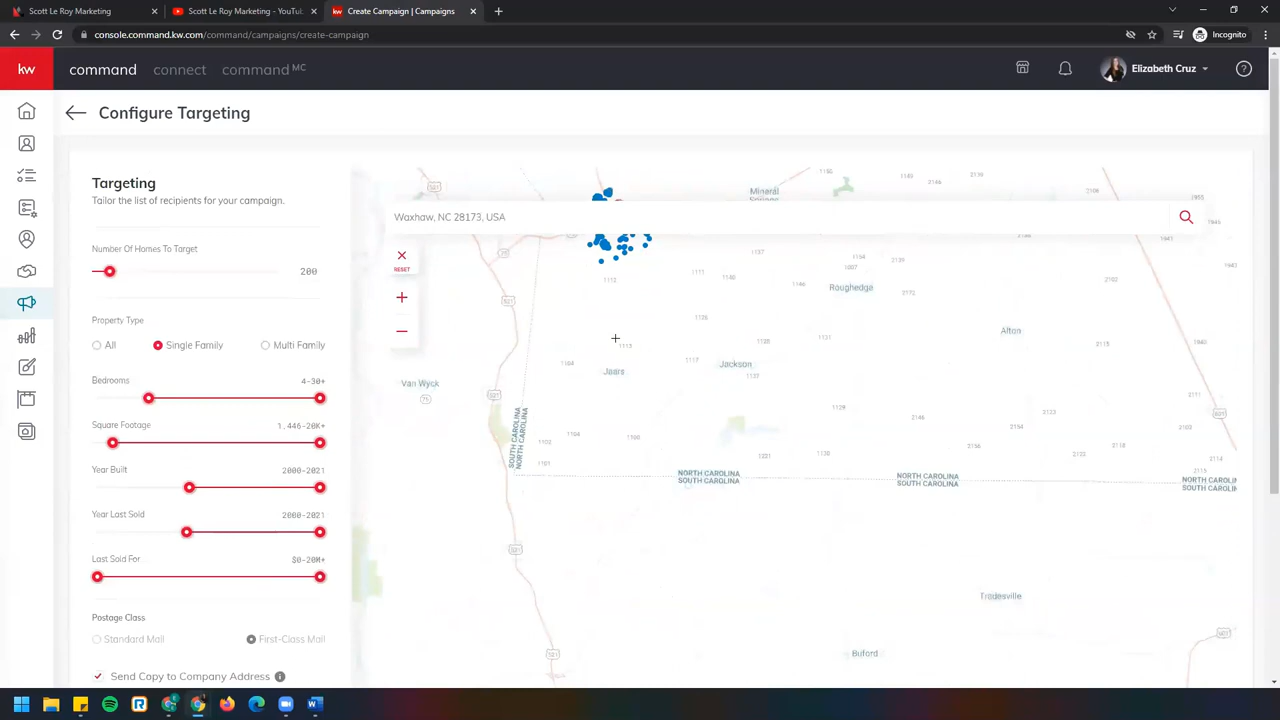 Scott Le Roy Marketing
Scott Le Roy Marketing - YouTub
Create Campaign | Campaigns
console.command.kw.com/command/campaigns/create-campaign
Incognito
kw
command
connect
command MC
Elizabeth Cruz
Configure Targeting
Targeting
Tailor the list of recipients for your campaign.
Number Of Homes To Target
200
Property Type
All
Single Family
Multi Family
Bedrooms
4-30+
Square Footage
1,446-20K+
Year Built
2000-2021
Year Last Sold
2000-2021
Last Sold For
$0-20M+
Postage Class
Standard Mail
First-Class Mail
Send Copy to Company Address
Waxhaw, NC 28173, USA
RESET
Mineral
Springs
Roughedge
Alton
Jaars
Jackson
Van Wyck
SOUTH CAROLINA
NORTH CAROLINA
NORTH CAROLINA
SOUTH CAROLINA
NORTH CAROLINA
SOUTH CAROLINA
Tradesville
Buford